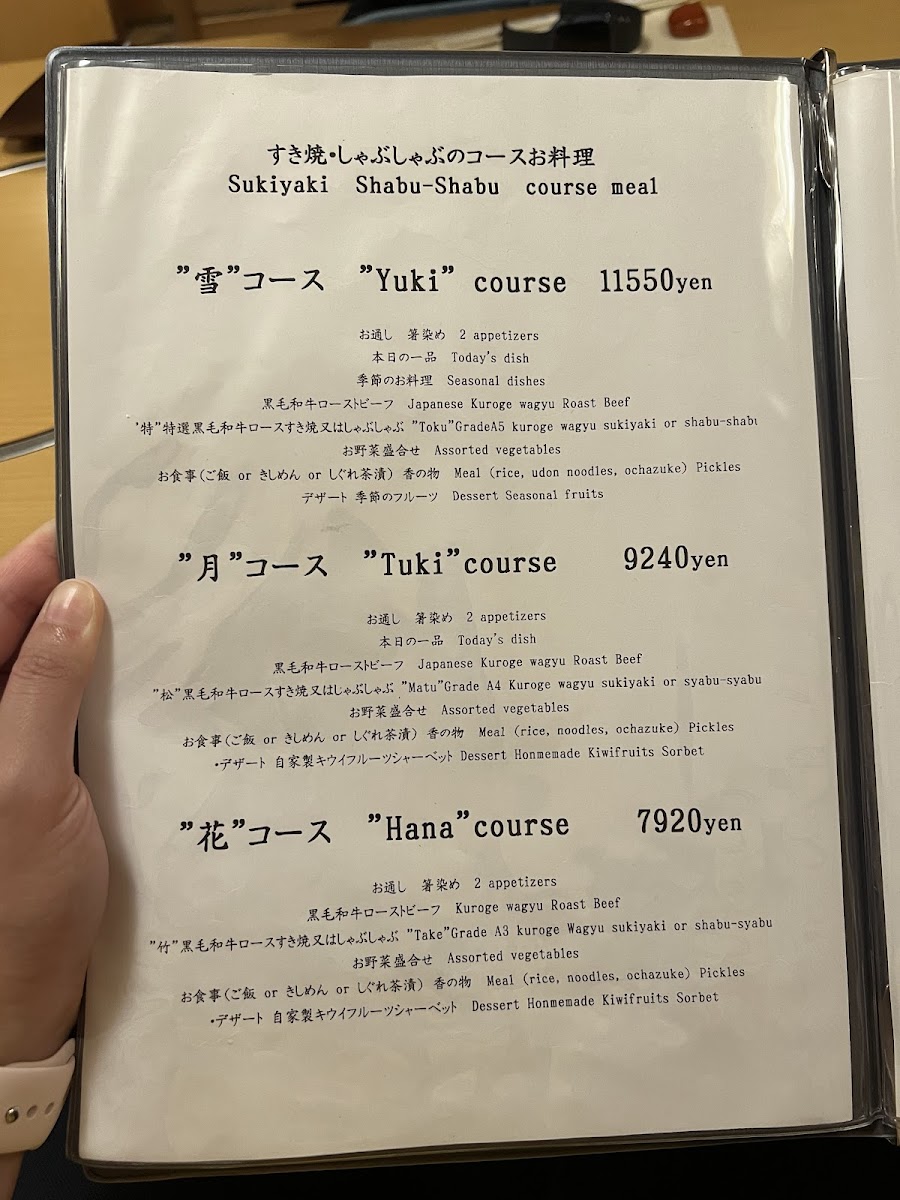 すき焼・しゃぶしゃぶのコースお料理
Sukiyaki Shabu-Shabu course meal
”雪”コース ”Yuki” course 11550yen
お通し 箸染め 2 appetizers
本日の一品 Today's dish
季節のお料理 Seasonal dishes
黒毛和牛ローストビーフ Japanese Kuroge wagyu Roast Beef
'特”特選黒毛和牛ロースすき焼又はしゃぶしゃぶ ”Toku”GradeA5 kuroge wagyu sukiyaki or shabu-shabu
お野菜盛合せ Assorted vegetables
お食事(ご飯 or きしめん or しぐれ茶漬) 香の物 Meal (rice, udon noodles, ochazuke) Pickles
デザート 季節のフルーツ Dessert Seasonal fruits
”月”コース ”Tuki”course 9240yen
お通し 箸染め 2 appetizers
本日の一品 Today's dish
黒毛和牛ローストビーフ Japanese Kuroge wagyu Roast Beef
”松”黒毛和牛ロースすき焼又はしゃぶしゃぶ ”Matu”Grade A4 Kuroge wagyu sukiyaki or syabu-syabu
お野菜盛合せ Assorted vegetables
お食事(ご飯 or きしめん or しぐれ茶漬) 香の物 Meal (rice, noodles, ochazuke) Pickles
・デザート 自家製キウイフルーツシャーベット Dessert Honmemade Kiwifruits Sorbet
”花”コース ”Hana”course 7920yen
お通し 箸染め 2 appetizers
黒毛和牛ローストビーフ Kuroge wagyu Roast Beef
”竹”黒毛和牛ロースすき焼又はしゃぶしゃぶ ”Take”Grade A3 kuroge Wagyu sukiyaki or shabu-syabu
お野菜盛合せ Assorted vegetables
お食事(ご飯 or きしめん or しぐれ茶漬) 香の物 Meal (rice, noodles, ochazuke) Pickles
・デザート 自家製キウイフルーツシャーベット Dessert Honmemade Kiwifruits Sorbet